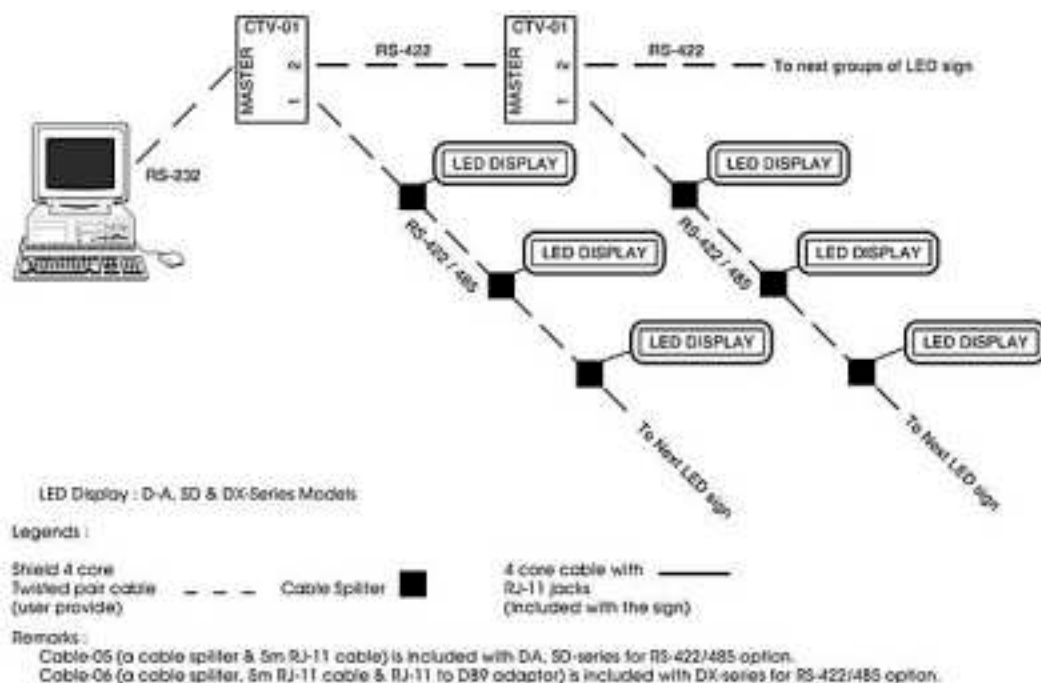 CTV-01
MASTER
2
1
RS-422
CTV-01
MASTER
2
1
RS-422
To next groups of LED sign
RS-232
LED DISPLAY
LED DISPLAY
RS-422 / 485
RS-422 / 485
LED DISPLAY
LED DISPLAY
LED DISPLAY
LED DISPLAY
To Next LED sign
To Next LED sign
LED Display : D-A, SD & DX-Series Models
Legends :
Shield 4 core
Twisted pair cable
(user provide)
Cable Spliter
4 core cable with
RJ-11 jacks
(included with the sign)
Remarks :
Cable-05 (a cable spliter & 5m RJ-11 cable) is included with DA, SD-series for RS-422/485 option.
Cable-06 (a cable spliter, 5m RJ-11 cable & RJ-11 to DB9 adaptor) is included with DX-series for RS-422/485 option.